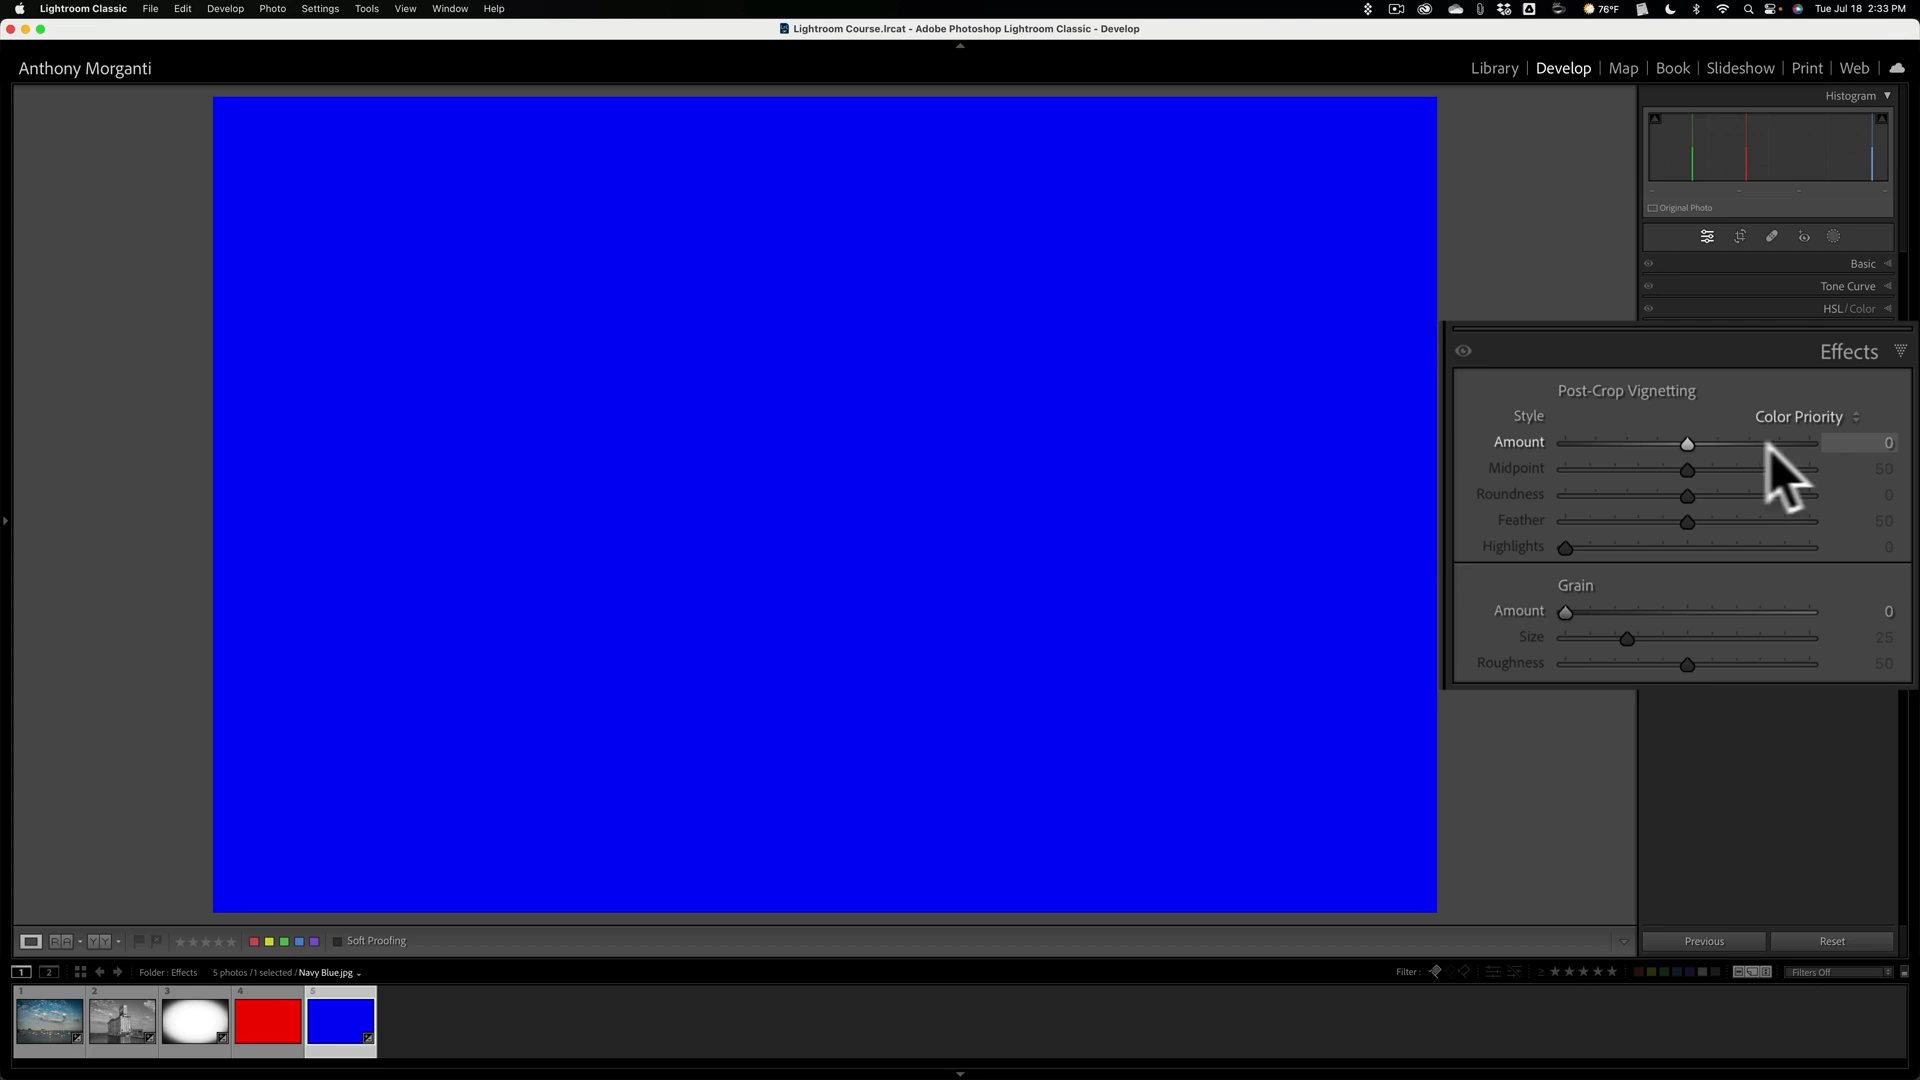 Lightroom Classic File Edit Develop Photo Settings Tools View Window Help 76°F Tue Jul 18 2:33 PM
Lightroom Course.lrcat - Adobe Photoshop Lightroom Classic - Develop
Anthony Morganti Library | Develop | Map | Book | Slideshow | Print | Web
Histogram
Original Photo
Basic
Tone Curve
HSL / Color
Effects
Post-Crop Vignetting
Style Color Priority
Amount 0
Midpoint 50
Roundness 0
Feather 50
Highlights 0
Grain
Amount 0
Size 25
Roughness 50
RA YY Soft Proofing Previous Reset
1 2 Folder : Effects 5 photos / 1 selected / Navy Blue.jpg Filter : Filters Off
1 2 3 4 5